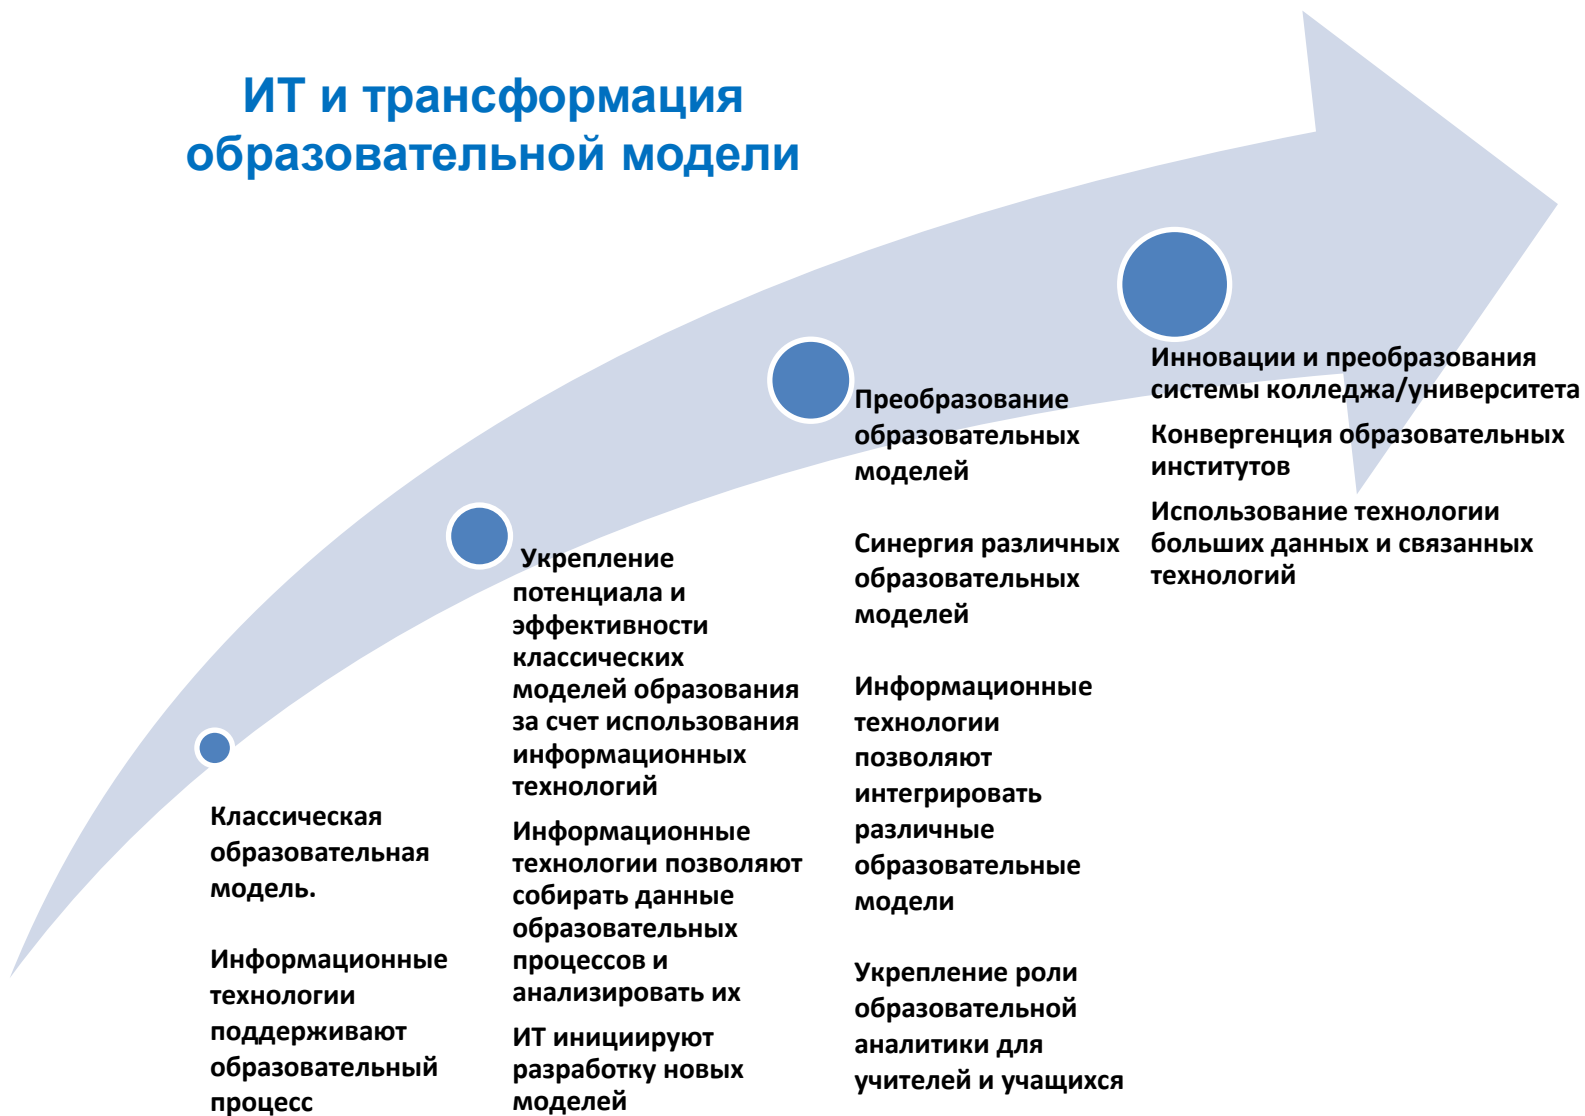 ИТ и трансформация
образовательной модели
Классическая
образовательная
модель.
Информационные
технологии
поддерживают
образовательный
процесс
Укрепление
потенциала и
эффективности
классических
моделей образования
за счет использования
информационных
технологий
Информационные
технологии позволяют
собирать данные
образовательных
процессов и
анализировать их
ИТ инициируют
разработку новых
моделей
Преобразование
образовательных
моделей
Синергия различных
образовательных
моделей
Информационные
технологии
позволяют
интегрировать
различные
образовательные
модели
Укрепление роли
образовательной
аналитики для
учителей и учащихся
Инновации и преобразования
системы колледжа/университета
Конвергенция образовательных
институтов
Использование технологии
больших данных и связанных
технологий